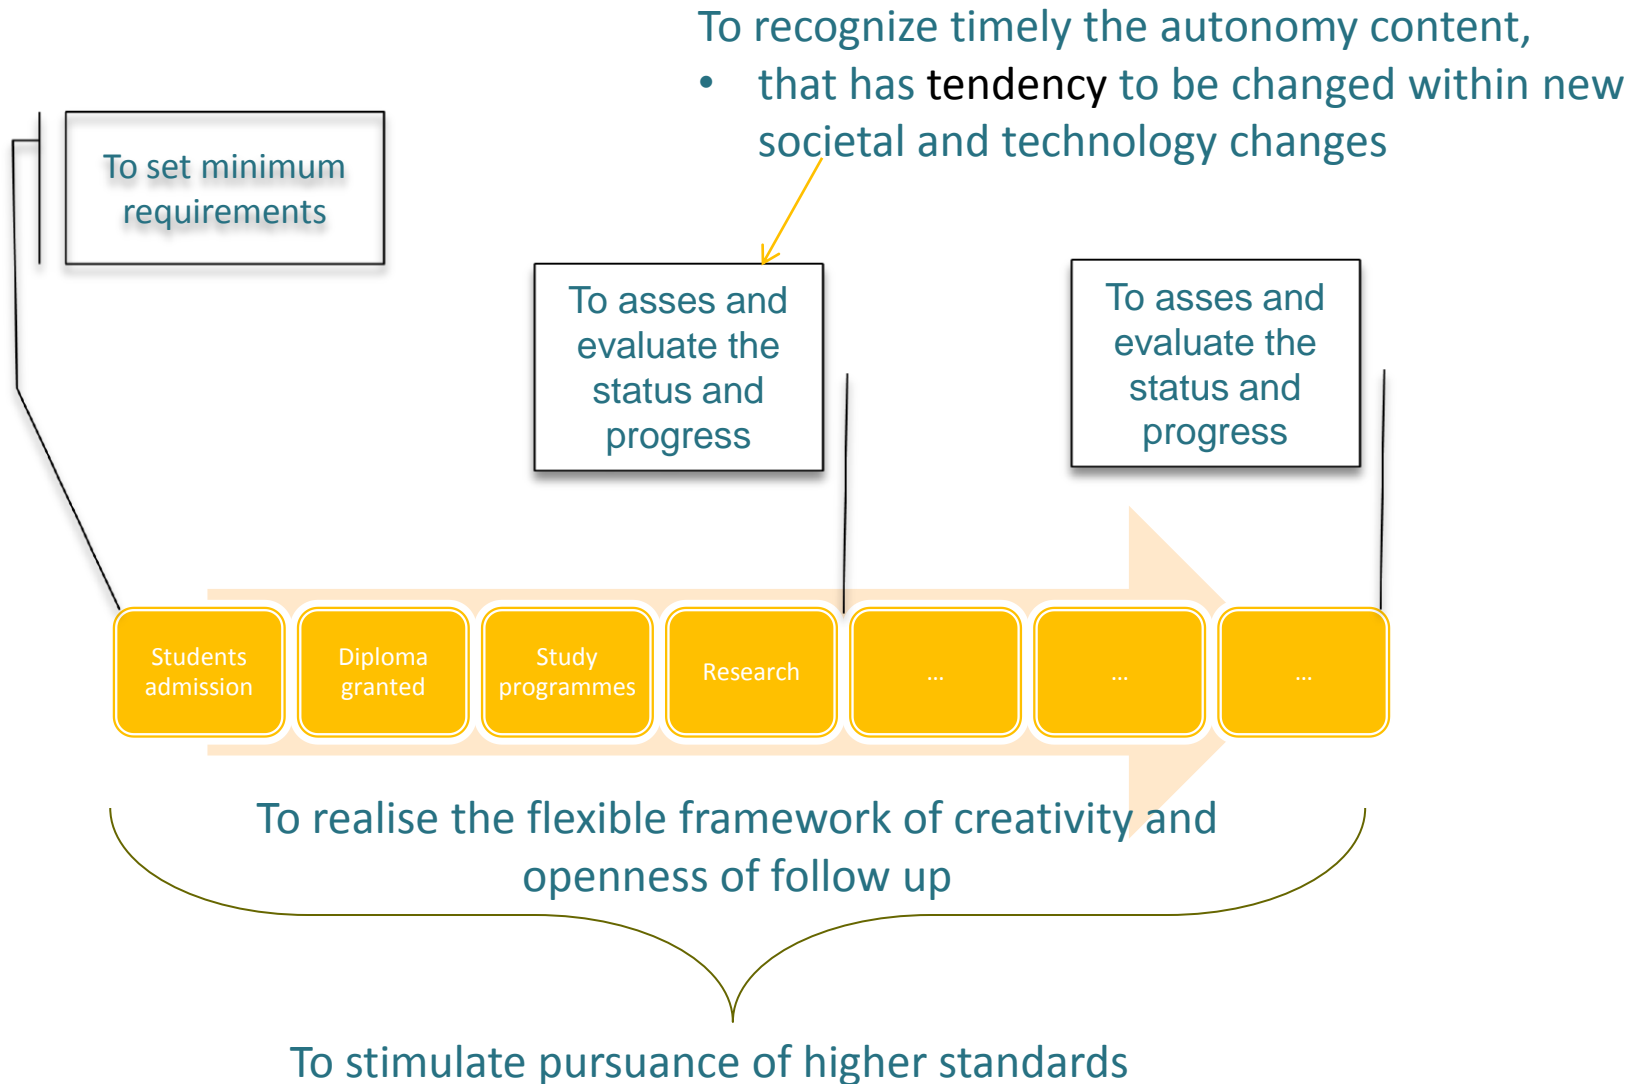 To recognize timely the autonomy content,
• that has tendency to be changed within new
societal and technology changes
To set minimum
requirements
To asses and
evaluate the
status and
progress
To asses and
evaluate the
status and
progress
Students
admission
Diploma
granted
Study
programmes
Research
...
...
...
To realise the flexible framework of creativity and
openness of follow up
To stimulate pursuance of higher standards